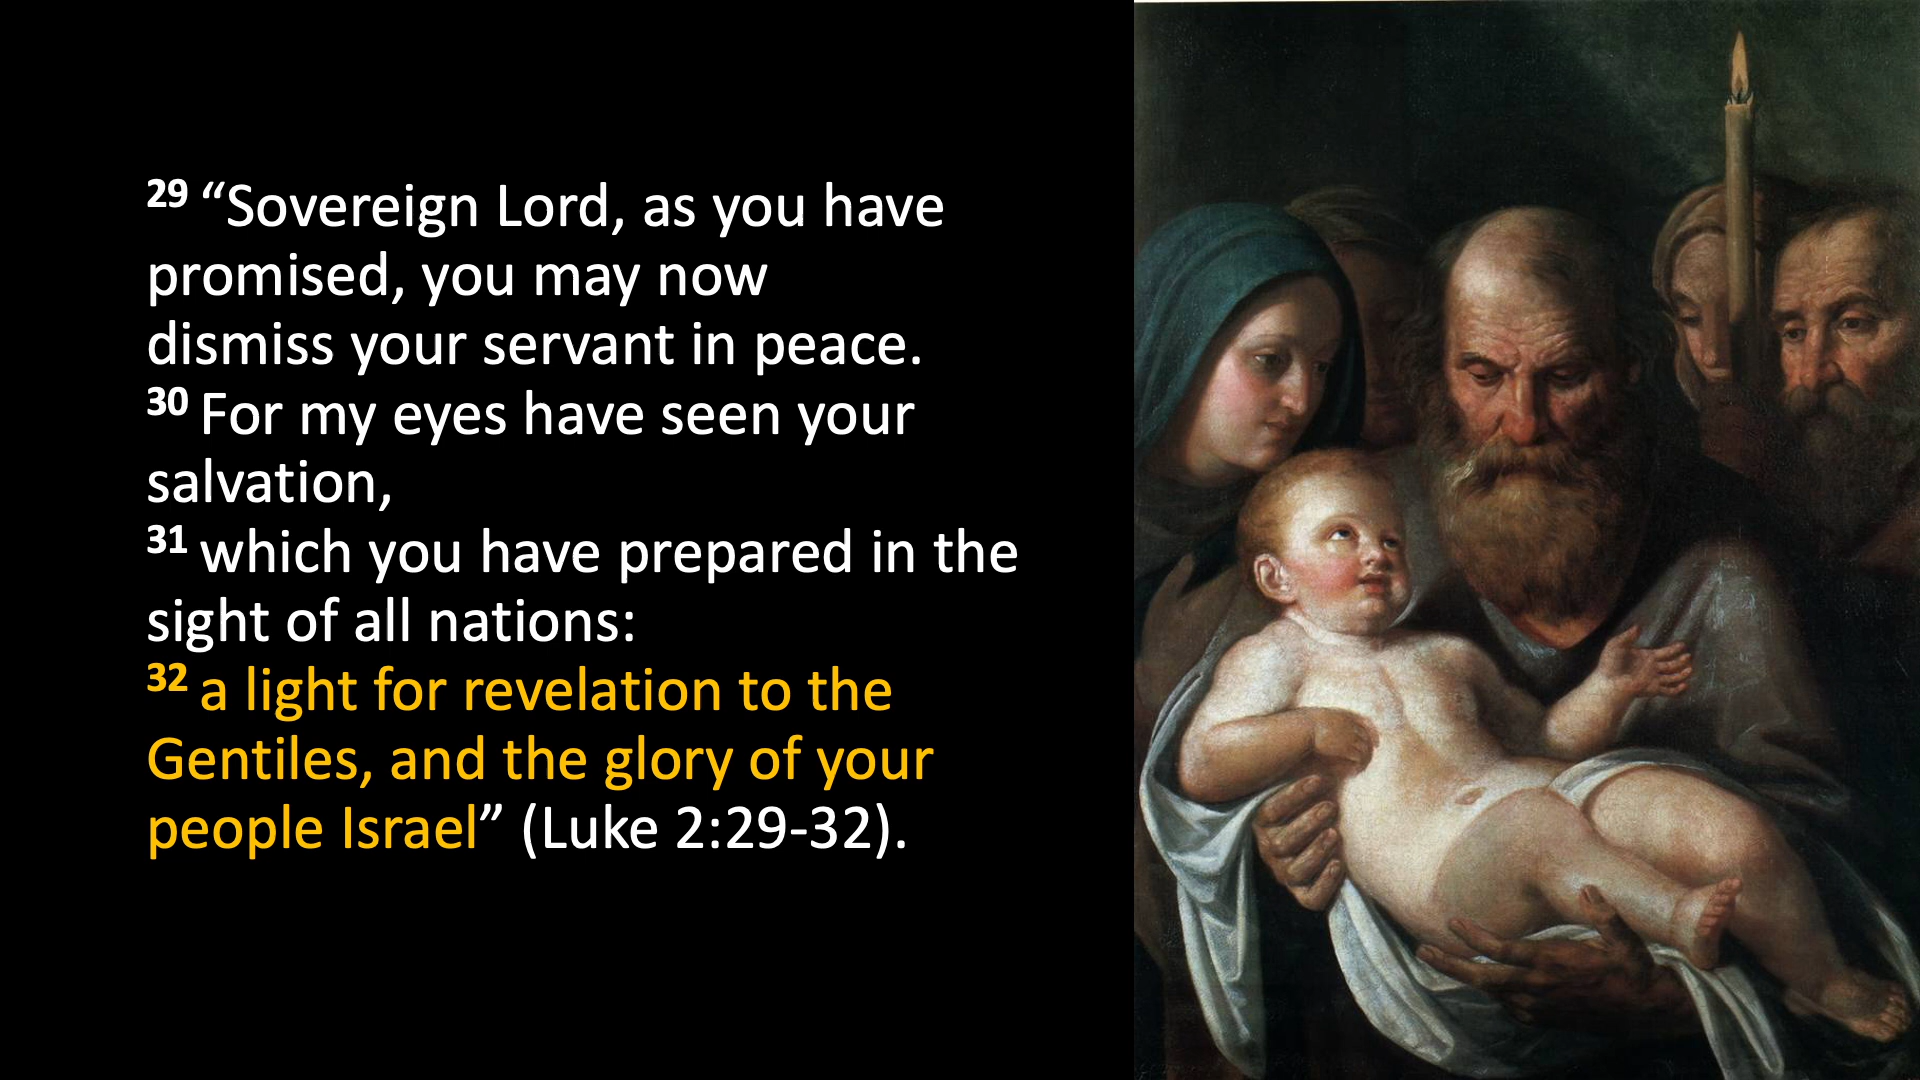 29 “Sovereign Lord, as you have
promised, you may now
dismiss your servant in peace.
30 For my eyes have seen your
salvation,
31 which you have prepared in the
sight of all nations:
32 a light for revelation to the
Gentiles, and the glory of your
people Israel” (Luke 2:29-32).